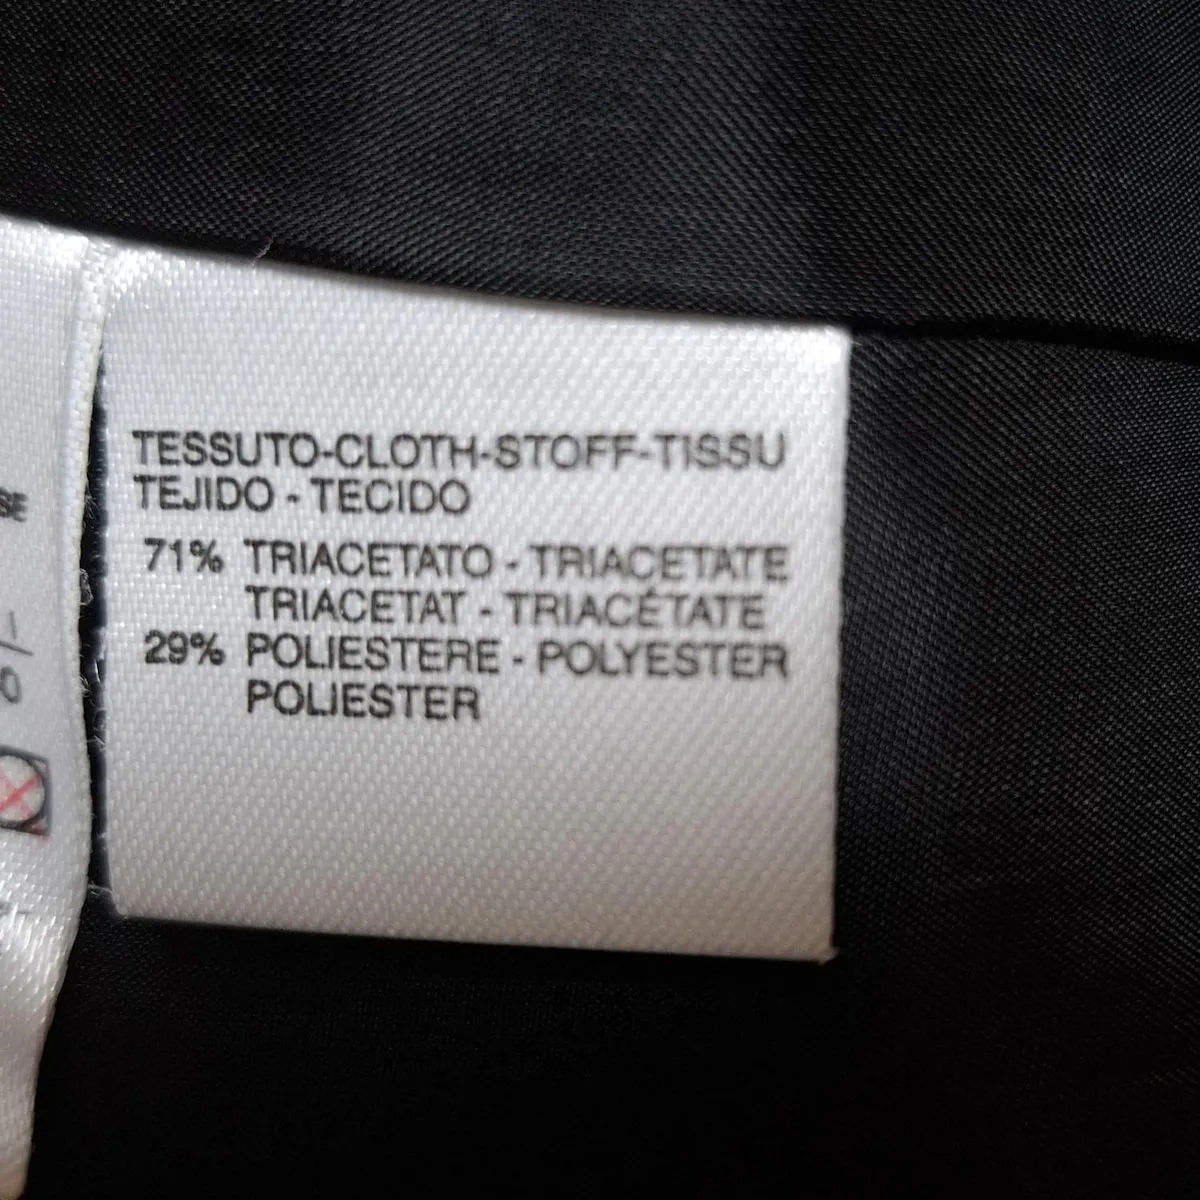 TESSUTO-CLOTH-STOFF-TISSU
TEJIDO - TECIDO
71% TRIACETATO - TRIACETATE
TRIACETAT - TRIACÉTATE
29% POLIESTERE - POLYESTER
POLIESTER